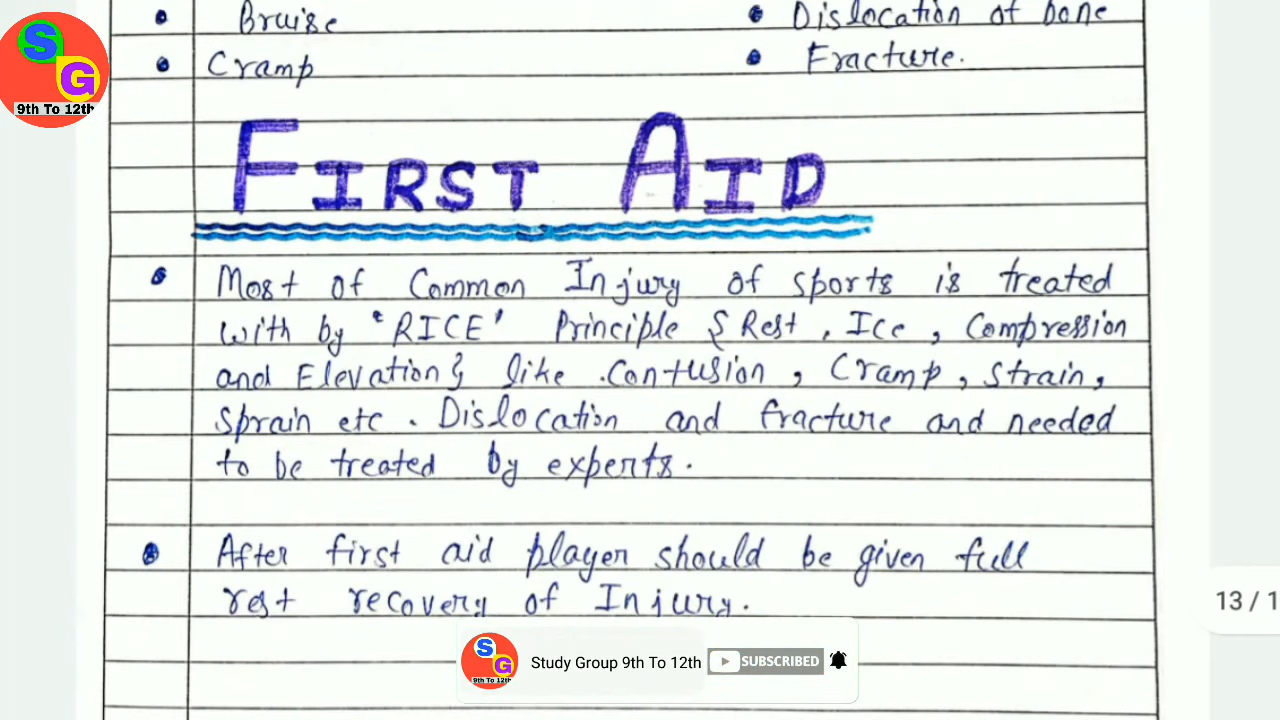 Bruise
• Dislocation of bone
• Cramp
• Fracture.
S
G
9th To 12th
FIRST AID
• Most of Common Injury of sports is treated
with by 'RICE' Principle { Rest, Ice, Compression
and Elevation} like .Contusion, Cramp, Strain,
Sprain etc. Dislocation and fracture and needed
to be treated by experts.
• After first aid player should be given full
rest recovery of Injury.
13 / 1
S
G
9th To 12th
Study Group 9th To 12th
SUBSCRIBED